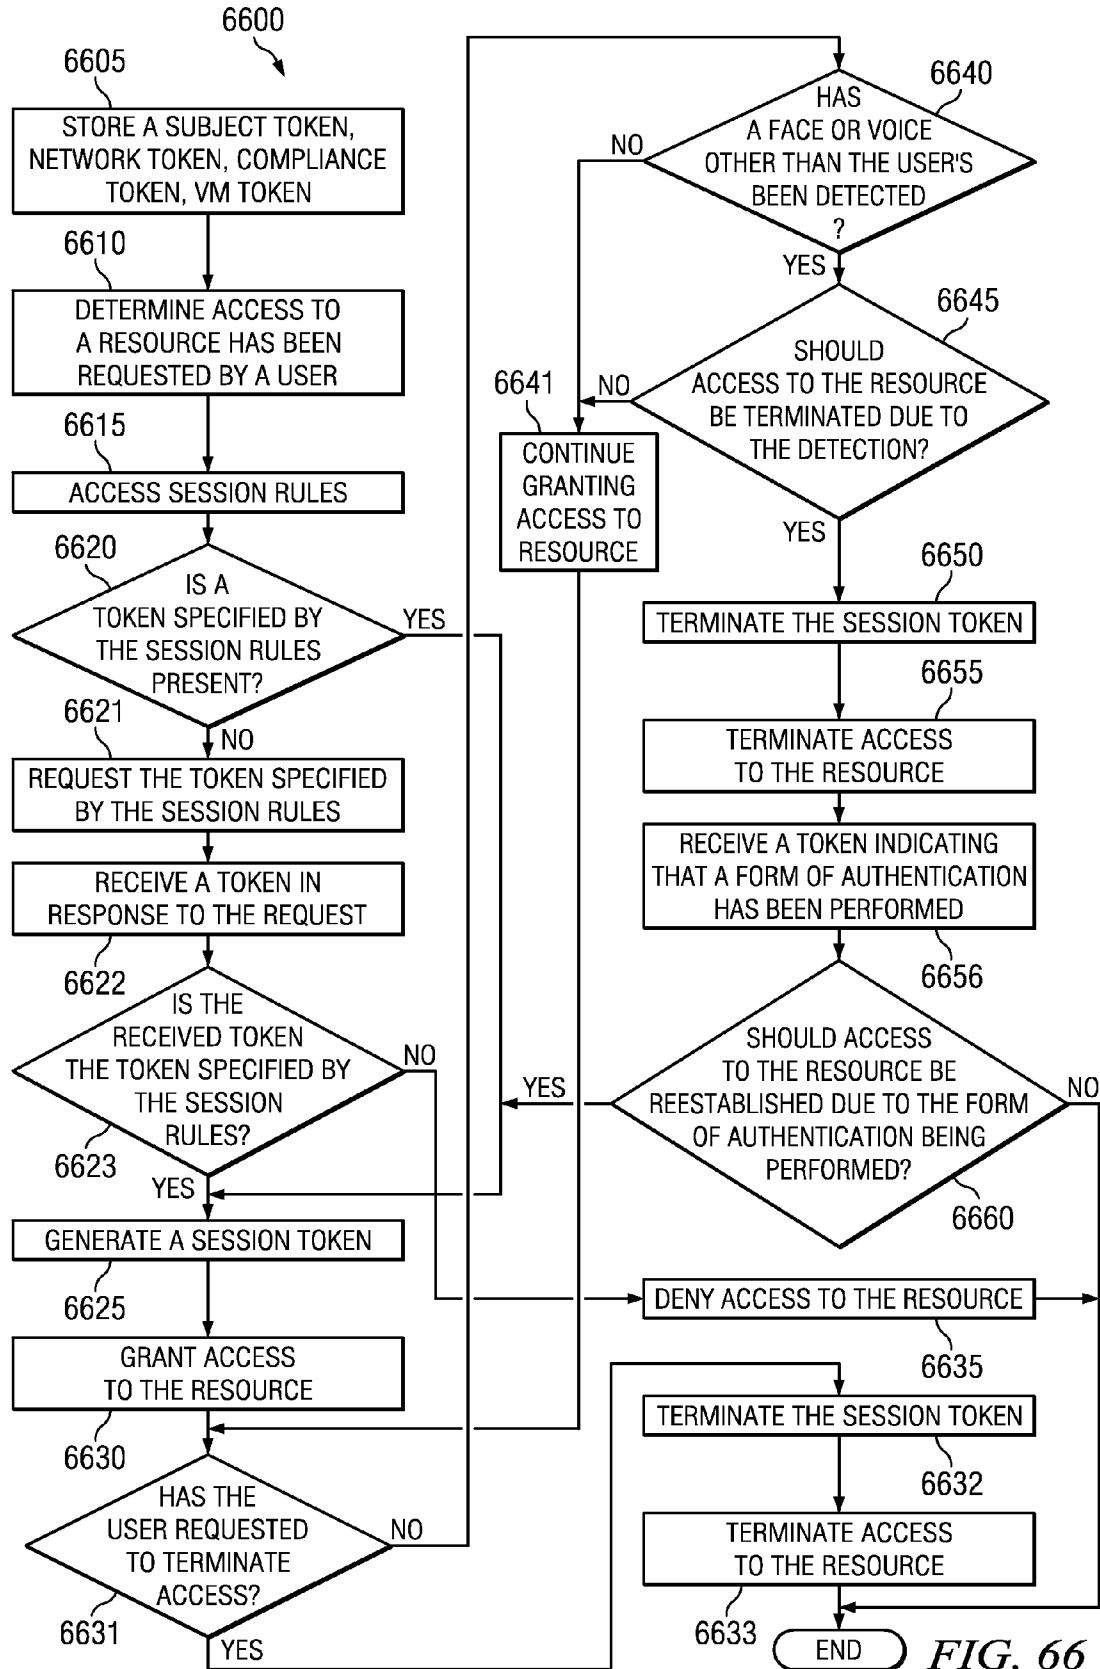 6600
6605
STORE A SUBJECT TOKEN,
NETWORK TOKEN, COMPLIANCE
TOKEN, VM TOKEN
6610
DETERMINE ACCESS TO
A RESOURCE HAS BEEN
REQUESTED BY A USER
6615
ACCESS SESSION RULES
6620
IS A
TOKEN SPECIFIED BY
THE SESSION RULES
PRESENT?
YES
6621
NO
REQUEST THE TOKEN SPECIFIED
BY THE SESSION RULES
RECEIVE A TOKEN IN
RESPONSE TO THE REQUEST
6622
IS THE
RECEIVED TOKEN
THE TOKEN SPECIFIED BY
THE SESSION
RULES?
NO
6623
YES
GENERATE A SESSION TOKEN
6625
GRANT ACCESS
TO THE RESOURCE
6630
HAS THE
USER REQUESTED
TO TERMINATE
ACCESS?
NO
6631
YES
6640
HAS
A FACE OR VOICE
OTHER THAN THE USER'S
BEEN DETECTED
?
NO
YES
6645
SHOULD
ACCESS TO THE RESOURCE
BE TERMINATED DUE TO
THE DETECTION?
NO
6641
CONTINUE
GRANTING
ACCESS TO
RESOURCE
YES
6650
TERMINATE THE SESSION TOKEN
6655
TERMINATE ACCESS
TO THE RESOURCE
RECEIVE A TOKEN INDICATING
THAT A FORM OF AUTHENTICATION
HAS BEEN PERFORMED
6656
SHOULD ACCESS
TO THE RESOURCE BE
REESTABLISHED DUE TO THE FORM
OF AUTHENTICATION BEING
PERFORMED?
YES
NO
6660
DENY ACCESS TO THE RESOURCE
6635
TERMINATE THE SESSION TOKEN
6632
TERMINATE ACCESS
TO THE RESOURCE
6633
END
FIG. 66